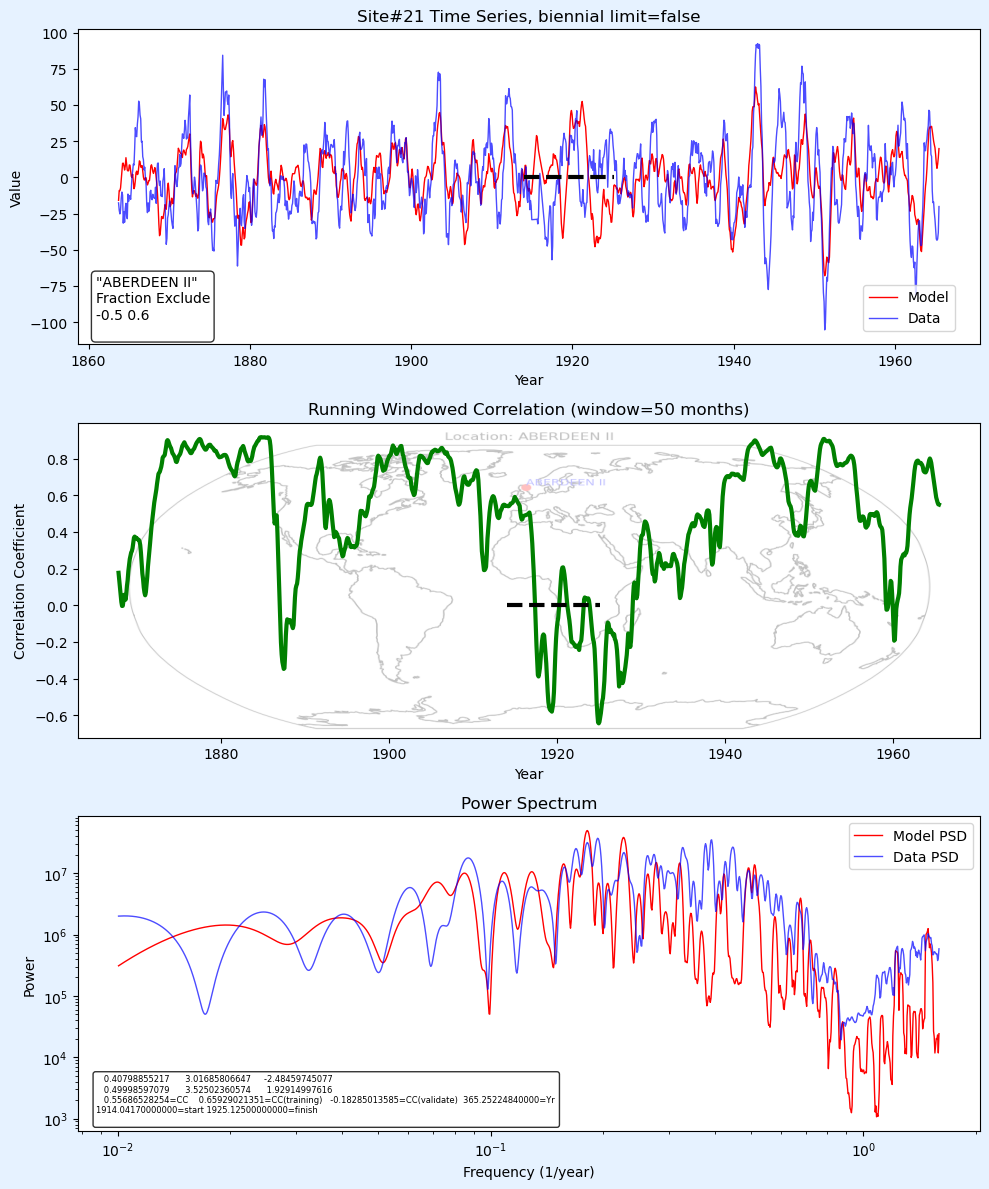 Site#21 Time Series, biennial limit=false
100
75
50
25
0
−25
−50
−75
−100
Value
"ABERDEEN II"
Fraction Exclude
-0.5 0.6
Model
Data
1860
1880
1900
1920
1940
1960
Year
Running Windowed Correlation (window=50 months)
Location: ABERDEEN II
ABERDEEN II
0.8
0.6
0.4
0.2
0.0
−0.2
−0.4
−0.6
Correlation Coefficient
1880
1900
1920
1940
1960
Year
Power Spectrum
Model PSD
Data PSD
10⁷
10⁶
10⁵
10⁴
10³
Power
0.40798855217 3.01685806647 -2.48459745077
0.49998597079 3.52502360574 1.92914997616
0.55686528254=CC 0.65929021351=CC(training) -0.18285013585=CC(validate) 365.25224840000=Yr
1914.04170000000=start 1925.12500000000=finish
10⁻²
10⁻¹
10⁰
Frequency (1/year)